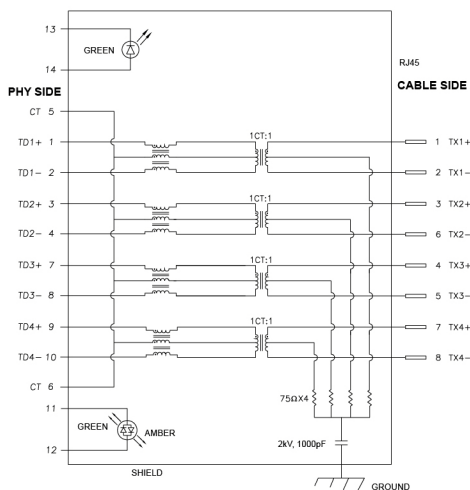 13
GREEN
14
RJ45
PHY SIDE
CABLE SIDE
CT 5
1CT:1
TD1+ 1
1 TX1+
TD1- 2
2 TX1-
1CT:1
TD2+ 3
3 TX2+
TD2- 4
6 TX2-
1CT:1
TD3+ 7
4 TX3+
TD3- 8
5 TX3-
1CT:1
TD4+ 9
7 TX4+
TD4- 10
8 TX4-
CT 6
75ΩX4
11
GREEN
AMBER
12
2kV, 1000pF
SHIELD
GROUND